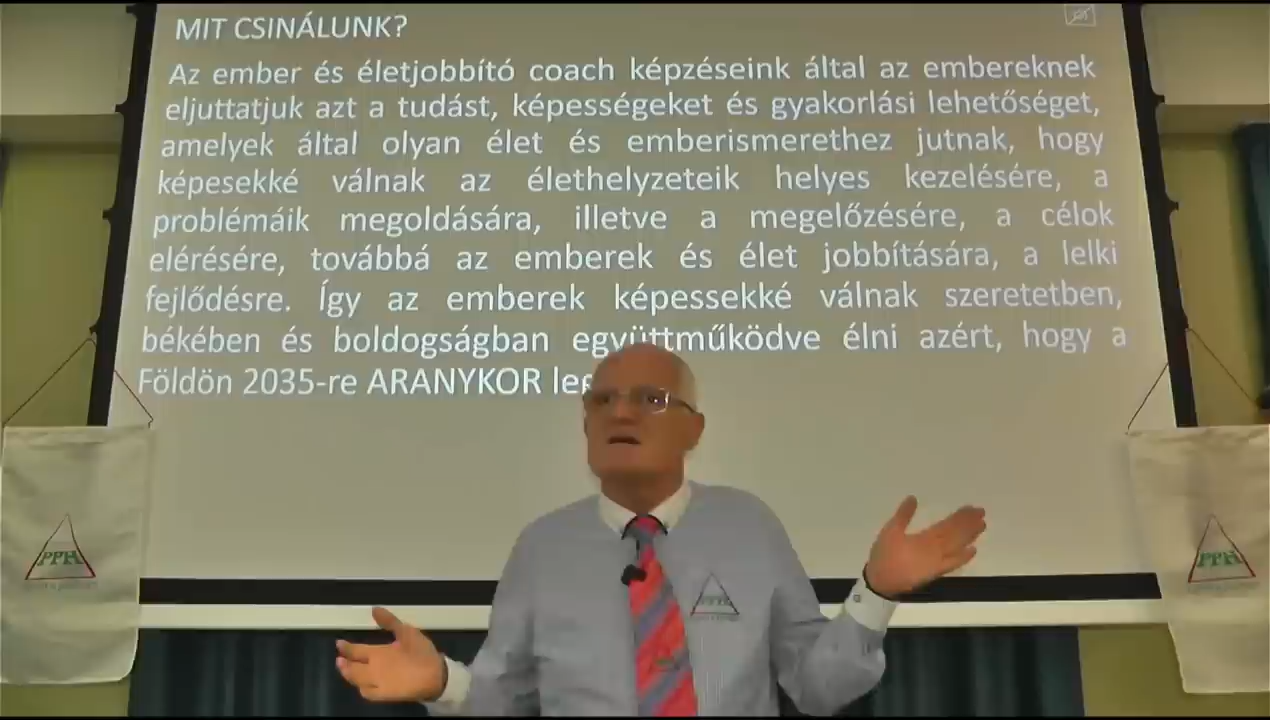 MIT CSINÁLUNK?
Az ember és életjobbító coach képzéseink által az embereknek
eljuttatjuk azt a tudást, képességeket és gyakorlási lehetőséget,
amelyek által olyan élet és emberismerethez jutnak, hogy
képesekké válnak az élethelyzeteik helyes kezelésére, a
problémáik megoldására, illetve a megelőzésére, a célok
elérésére, továbbá az emberek és élet jobbítására, a lelki
fejlődésre. Így az emberek képessekké válnak szeretetben,
békében és boldogságban együttműködve élni azért, hogy a
Földön 2035-re ARANYKOR
PPH
PPH
PPH